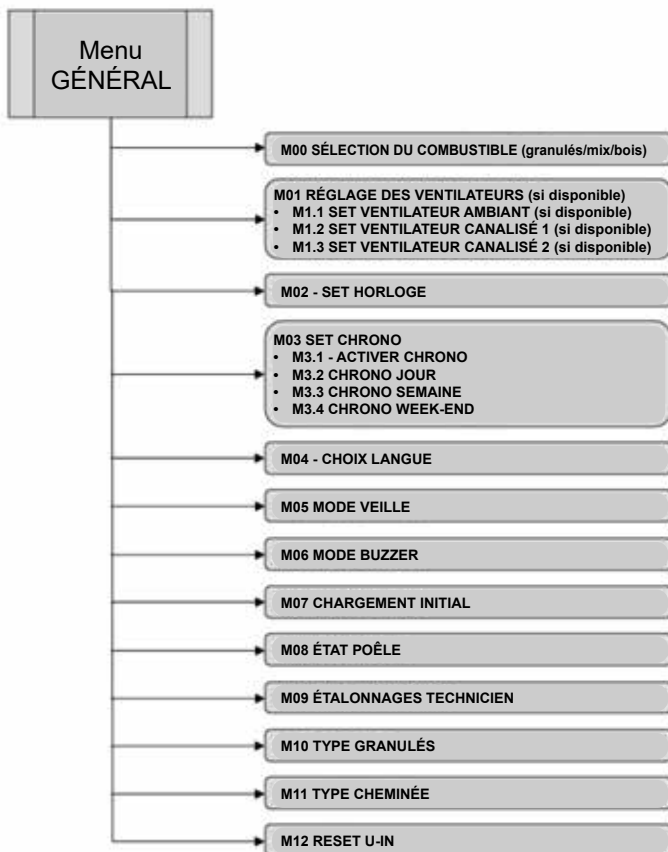 Menu
GÉNÉRAL
M00 SÉLECTION DU COMBUSTIBLE (granulés/mix/bois)
M01 RÉGLAGE DES VENTILATEURS (si disponible)
• M1.1 SET VENTILATEUR AMBIANT (si disponible)
• M1.2 SET VENTILATEUR CANALISÉ 1 (si disponible)
• M1.3 SET VENTILATEUR CANALISÉ 2 (si disponible)
M02 - SET HORLOGE
M03 SET CHRONO
• M3.1 - ACTIVER CHRONO
• M3.2 CHRONO JOUR
• M3.3 CHRONO SEMAINE
• M3.4 CHRONO WEEK-END
M04 - CHOIX LANGUE
M05 MODE VEILLE
M06 MODE BUZZER
M07 CHARGEMENT INITIAL
M08 ÉTAT POÊLE
M09 ÉTALONNAGES TECHNICIEN
M10 TYPE GRANULÉS
M11 TYPE CHEMINÉE
M12 RESET U-IN